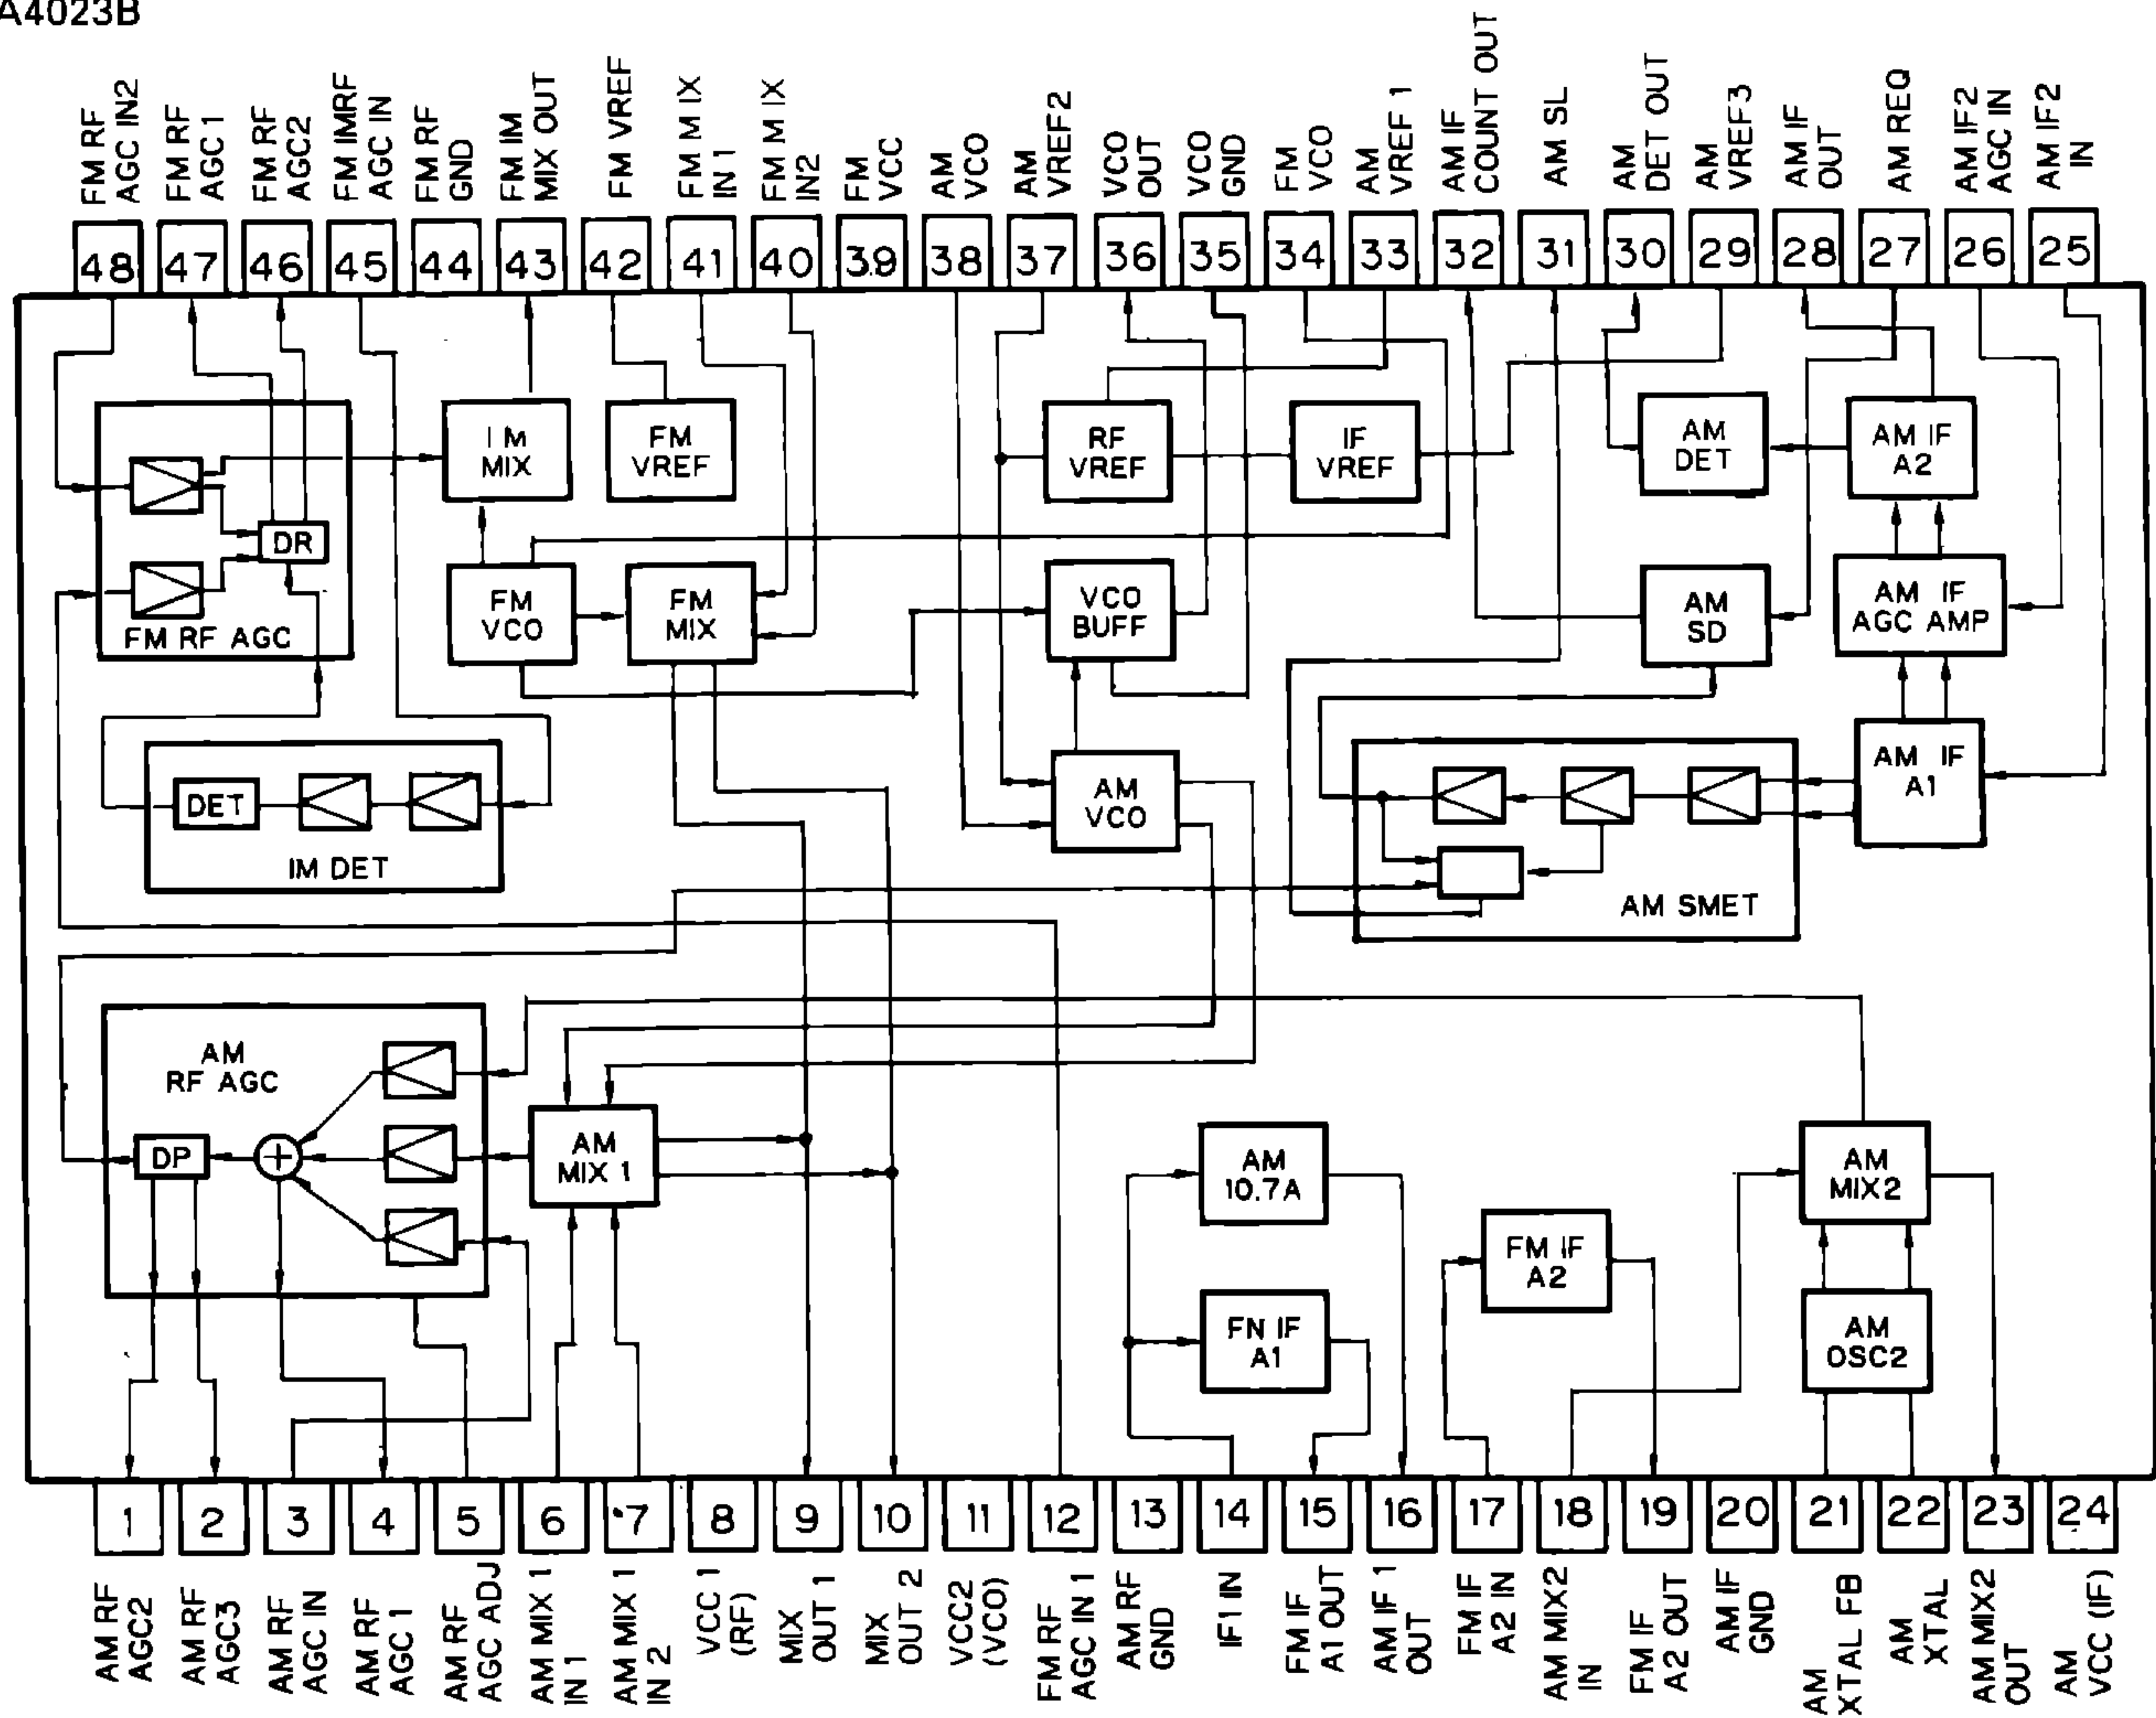 A4023B
FM RF
AGC IN2
FM RF
AGC 1
FM RF
AGC2
FM IMRF
AGC IN
FM RF
GND
FM IM
MIX OUT
FM VREF
FM M IX
IN 1
FM M IX
IN2
FM
VCC
AM
VCO
AM
VREF2
VCO
OUT
VCO
GND
FM
VCO
AM
VREF 1
AM IF
COUNT OUT
AM SL
AM
DET OUT
AM
VREF3
AM IF
OUT
AM REQ
AM IF2
AGC IN
AM IF2
IN
48 47 46 45 44 43 42 41 40 39 38 37 36 35 34 33 32 31 30 29 28 27 26 25
I M
MIX
FM
VREF
RF
VREF
IF
VREF
AM
DET
AM IF
A2
DR
FM RF AGC
FM
VCO
FM
MIX
VCO
BUFF
AM
SD
AM IF
AGC AMP
DET
IM DET
AM
VCO
AM SMET
AM IF
A1
AM
RF AGC
DP
+
AM
MIX 1
AM
10.7A
FN IF
A1
FM IF
A2
AM
MIX2
AM
OSC2
1 2 3 4 5 6 7 8 9 10 11 12 13 14 15 16 17 18 19 20 21 22 23 24
AM RF
AGC2
AM RF
AGC3
AM RF
AGC IN
AM RF
AGC 1
AM RF
AGC ADJ
AM MIX 1
IN 1
AM MIX 1
IN 2
VCC 1
(RF)
MIX
OUT 1
MIX
OUT 2
VCC2
(VCO)
FM RF
AGC IN 1
AM RF
GND
IF1 IN
FM IF
A1 OUT
AM IF 1
OUT
FM IF
A2 IN
AM MIX2
IN
FM IF
A2 OUT
AM IF
GND
AM
XTAL FB
AM
XTAL
AM MIX2
OUT
AM
VCC (IF)